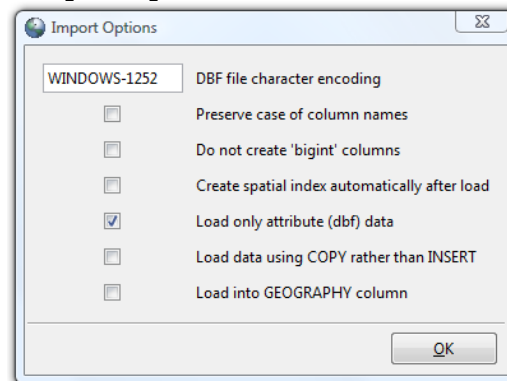 Import Options
WINDOWS-1252 DBF file character encoding
Preserve case of column names
Do not create 'bigint' columns
Create spatial index automatically after load
Load only attribute (dbf) data
Load data using COPY rather than INSERT
Load into GEOGRAPHY column
OK